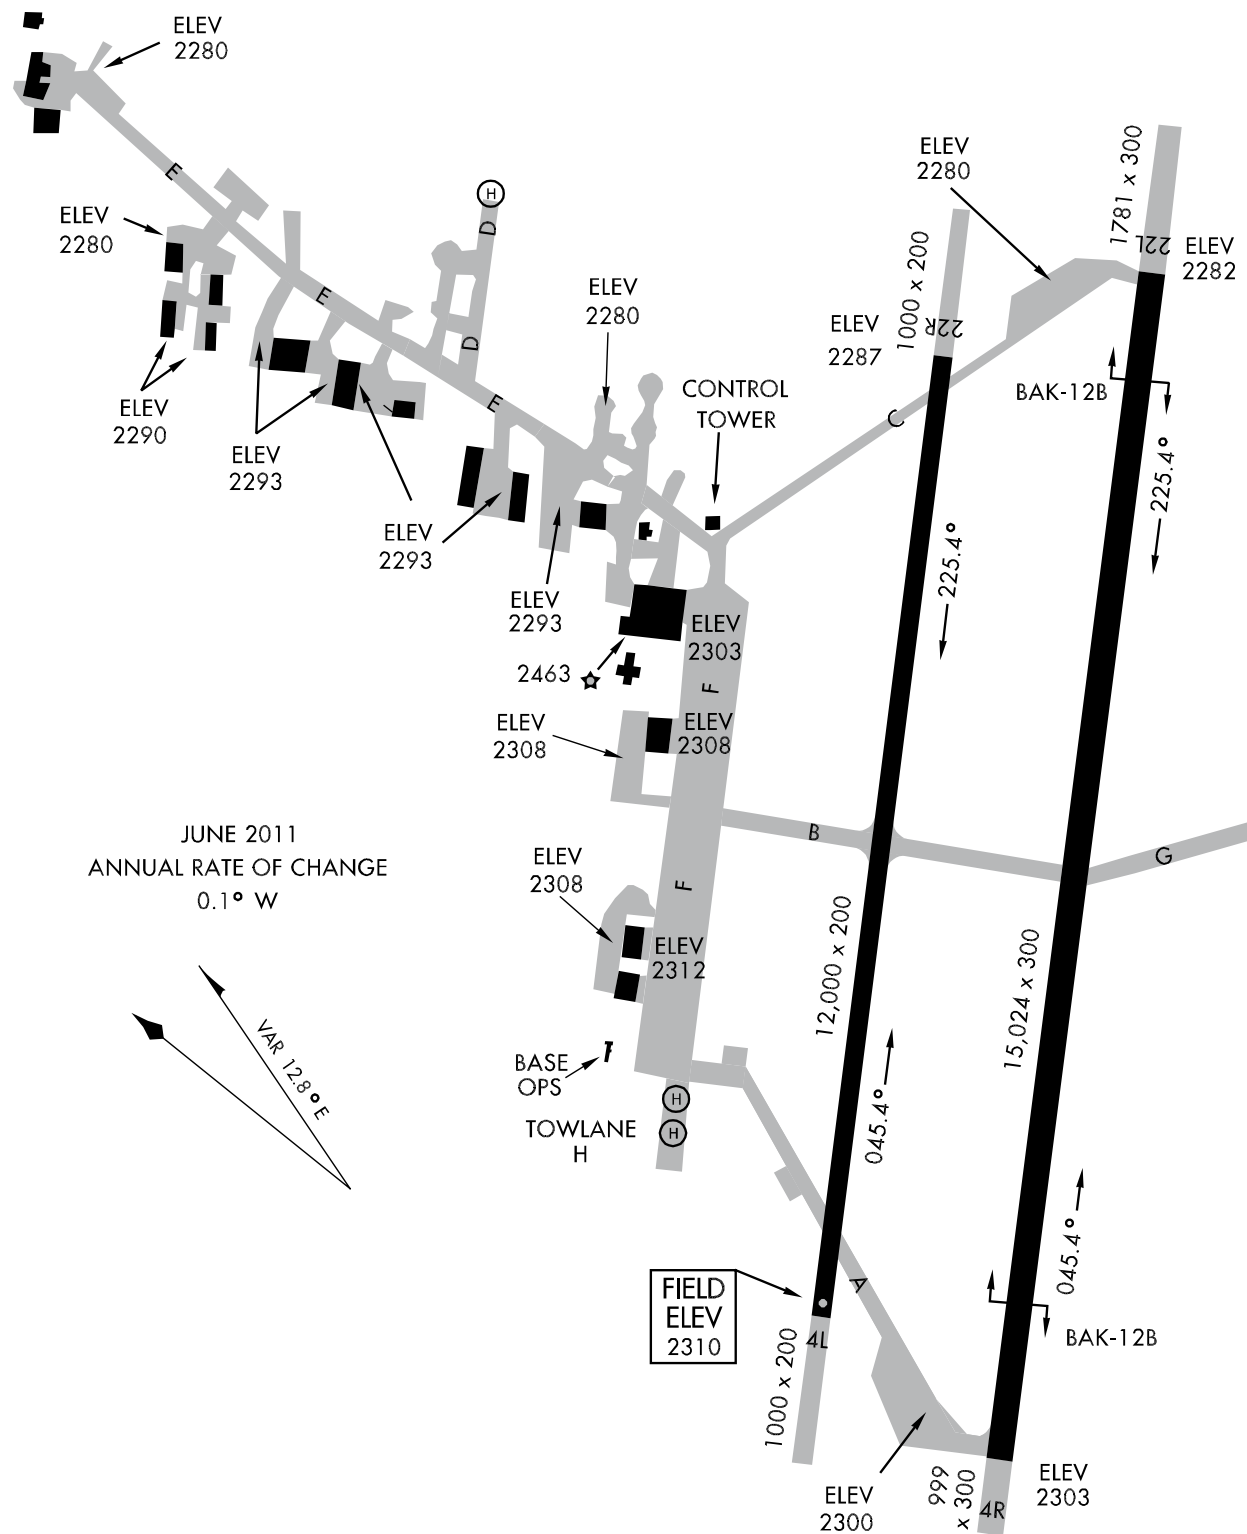 ELEV
2280
E
ELEV
2280
H
D
ELEV
2280
1781 x 300
22L
ELEV
2282
1000 x 200
22R
ELEV
2287
E
D
ELEV
2280
CONTROL
TOWER
BAK-12B
C
E
ELEV
2290
ELEV
2293
ELEV
2293
225.4°
225.4°
ELEV
2293
ELEV
2303
2463
F
ELEV
2308
ELEV
2308
JUNE 2011
ANNUAL RATE OF CHANGE
0.1° W
B
G
ELEV
2308
F
ELEV
2312
12,000 x 200
15,024 x 300
VAR 12.8° E
BASE
OPS
H
TOWLANE
H
H
045.4°
045.4°
A
FIELD
ELEV
2310
4L
1000 x 200
BAK-12B
ELEV
2300
999
x 300
4R
ELEV
2303